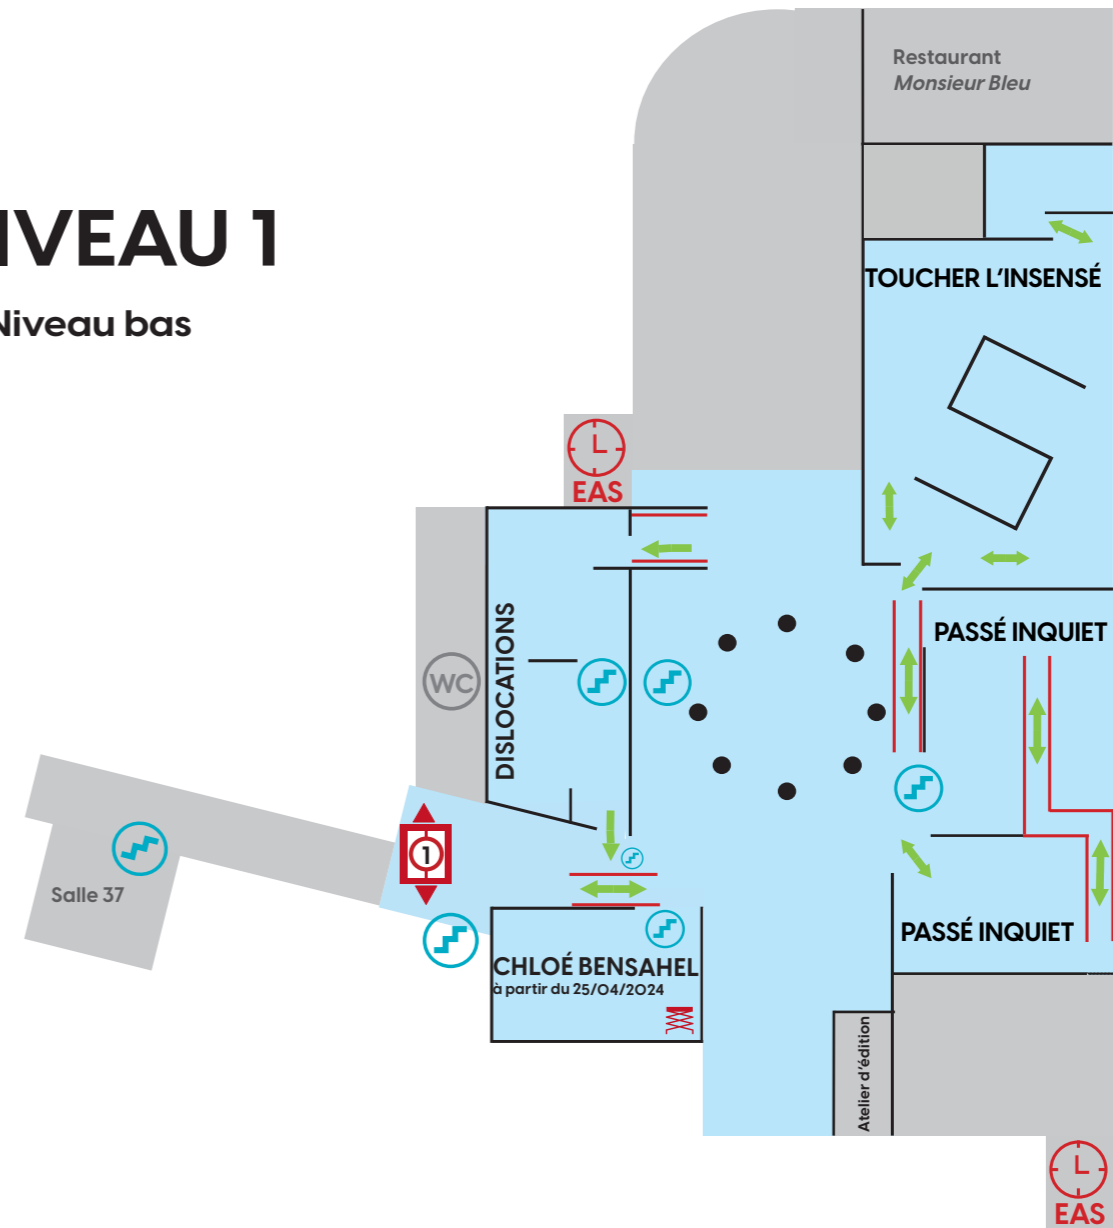 Restaurant
Monsieur Bleu
IVEAU 1
Niveau bas
TOUCHER L'INSENSÉ
L
EAS
PASSÉ INQUIET
WC
DISLOCATIONS
1
Salle 37
PASSÉ INQUIET
CHLOÉ BENSAHEL
à partir du 25/04/2024
Atelier d'édition
L
EAS